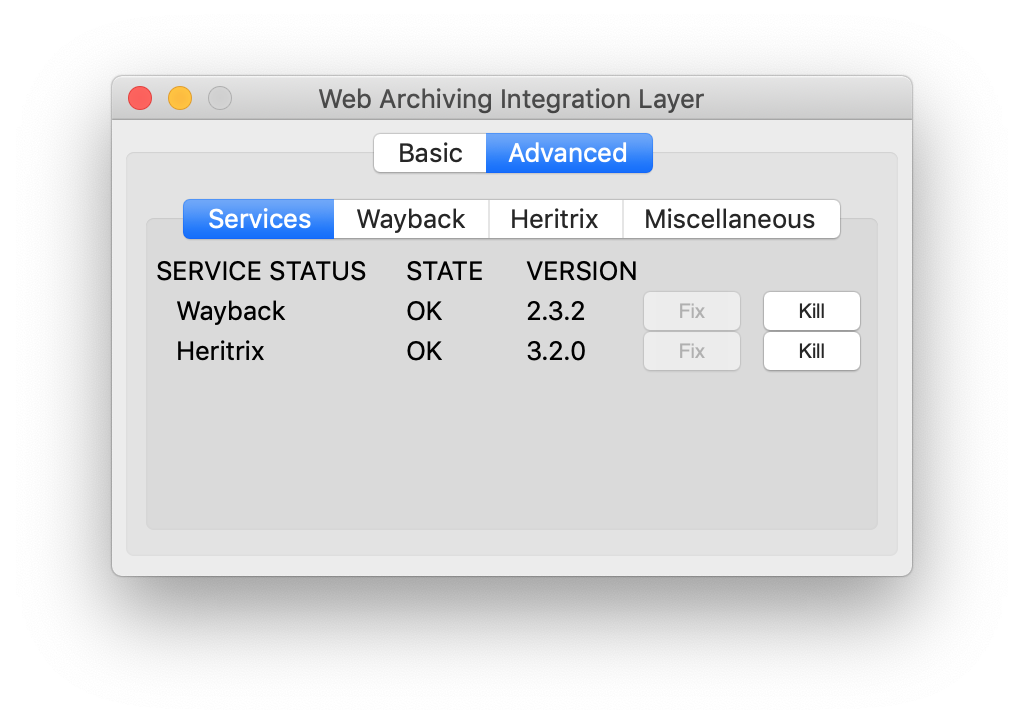 Web Archiving Integration Layer
Basic Advanced
Services Wayback Heritrix Miscellaneous
SERVICE STATUS STATE VERSION
Wayback OK 2.3.2 Fix Kill
Heritrix OK 3.2.0 Fix Kill